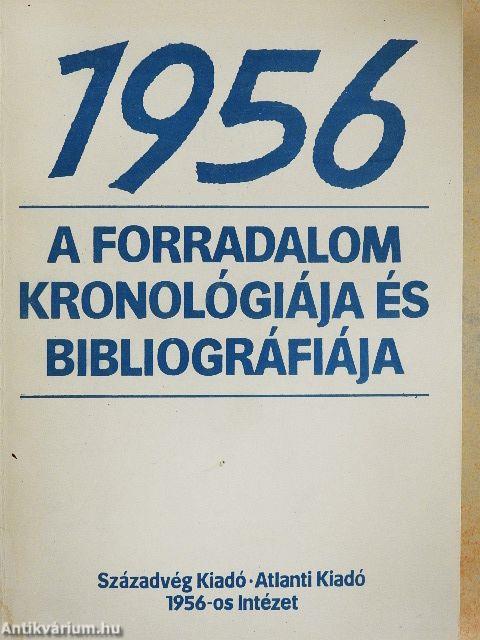 1956
A FORRADALOM
KRONOLÓGIÁJA ÉS
BIBLIOGRÁFIÁJA
Századvég Kiadó · Atlanti Kiadó
1956-os Intézet
Antikvárium.hu